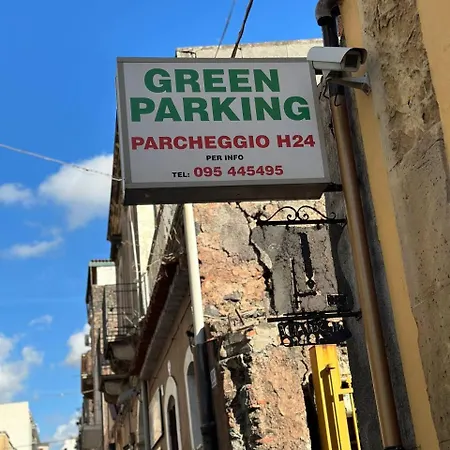 GREEN
PARKING
PARCHEGGIO H24
PER INFO
TEL: 095 445495